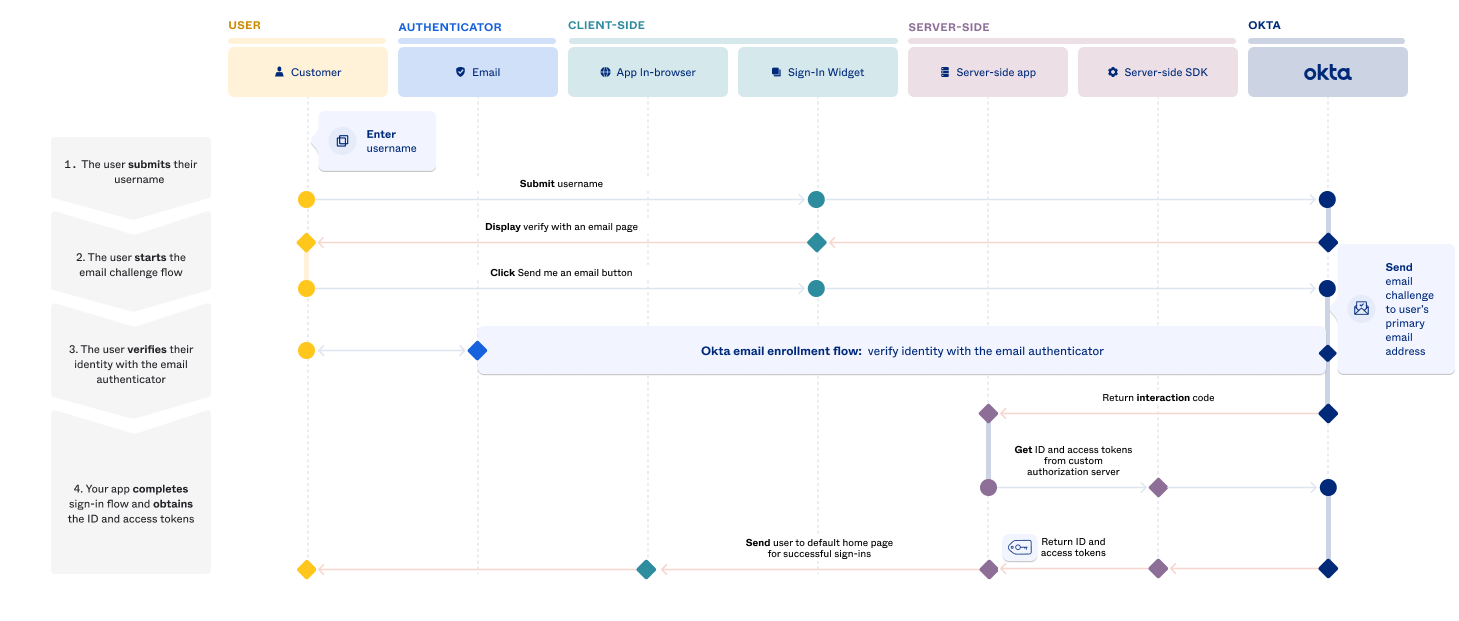 USER
AUTHENTICATOR
CLIENT-SIDE
SERVER-SIDE
OKTA
Customer
Email
App In-browser
Sign-In Widget
Server-side app
Server-side SDK
okta
Enter
username
1. The user submits their
username
Submit username
Display verify with an email page
2. The user starts the
email challenge flow
Click Send me an email button
Send
email
challenge
to user's
primary
email
address
3. The user verifies their
identity with the email
authenticator
Okta email enrollment flow: verify identity with the email authenticator
Return interaction code
Get ID and access tokens
from custom
authorization server
4. Your app completes
sign-in flow and obtains
the ID and access tokens
Send user to default home page
for successful sign-ins
Return ID and
access tokens